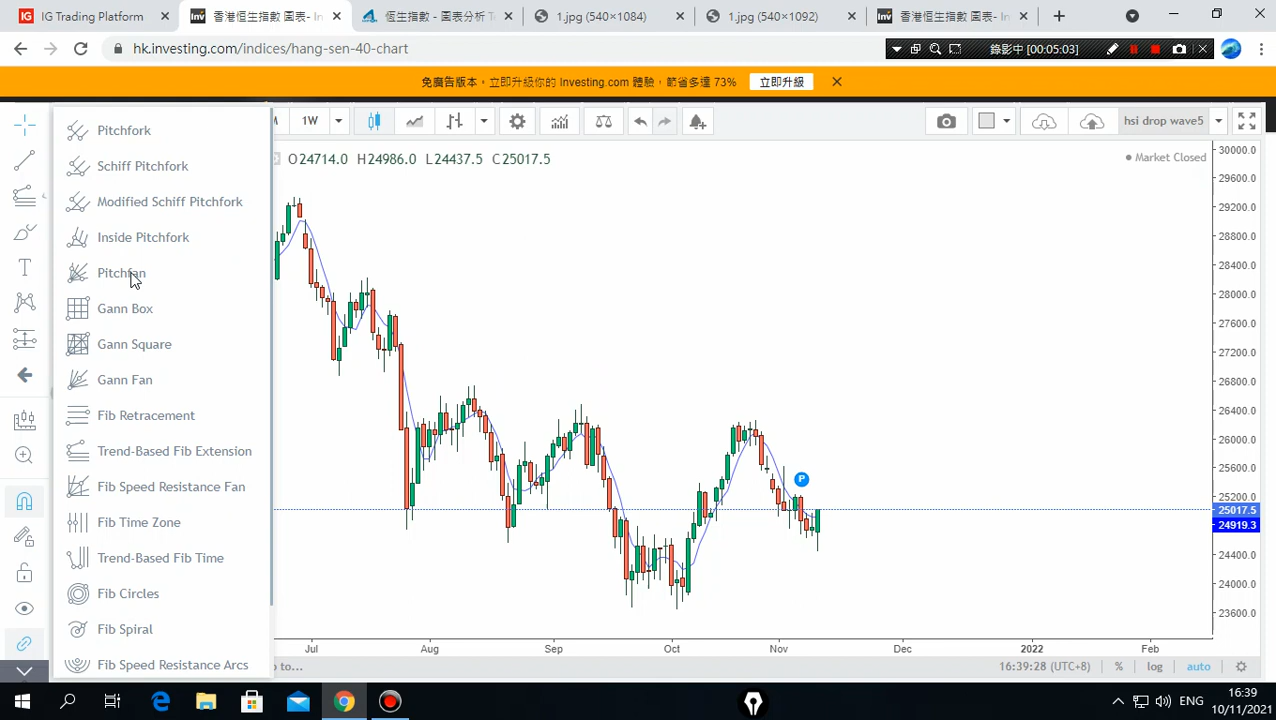 IG Trading Platform
香港恒生指數 圖表- In
恆生指數 - 圖表分析 Te
1.jpg (540×1084)
1.jpg (540×1092)
香港恒生指數 圖表- In
hk.investing.com/indices/hang-sen-40-chart
錄影中 [00:05:03]
免廣告版本。立即升級你的 Investing.com 體驗，節省多達 73%
立即升級
1W
hsi drop wave5
O24714.0 H24986.0 L24437.5 C25017.5
Market Closed
Pitchfork
Schiff Pitchfork
Modified Schiff Pitchfork
Inside Pitchfork
Pitchfan
Gann Box
Gann Square
Gann Fan
Fib Retracement
Trend-Based Fib Extension
Fib Speed Resistance Fan
Fib Time Zone
Trend-Based Fib Time
Fib Circles
Fib Spiral
Fib Speed Resistance Arcs
30000.0
29600.0
29200.0
28800.0
28400.0
28000.0
27600.0
27200.0
26800.0
26400.0
26000.0
25600.0
25200.0
25017.5
24919.3
24400.0
24000.0
23600.0
P
Jul Aug Sep Oct Nov Dec 2022 Feb
to... 16:39:28 (UTC+8) % log auto
ENG
16:39
10/11/2021